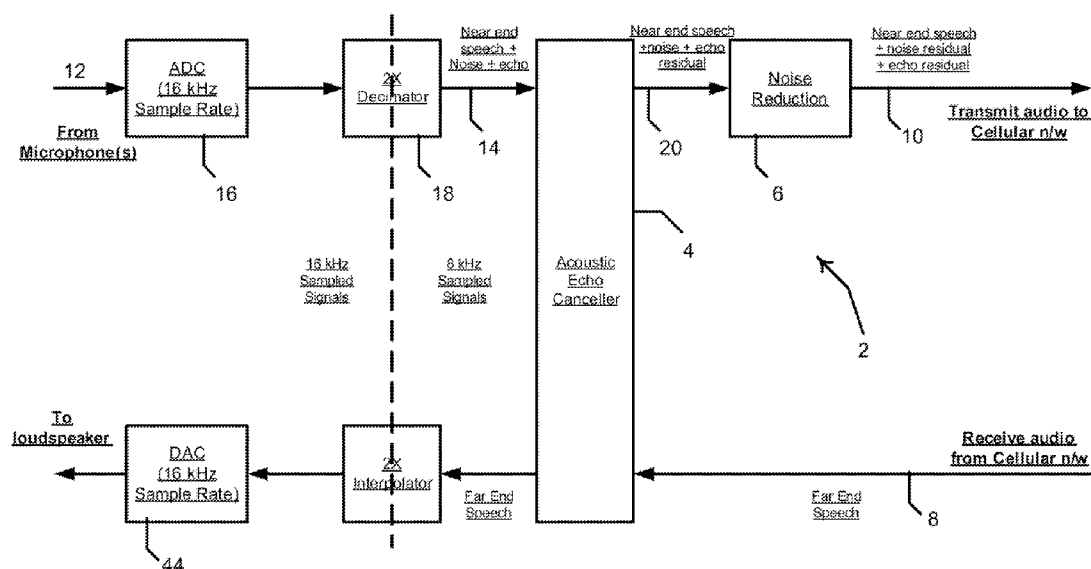 12
ADC
(16 kHz
Sample Rate)
From
Microphone(s)
16
2X
Decimator
18
Near end
speech +
Noise + echo
14
Near end speech
+noise + echo
residual
20
Noise
Reduction
6
Near end speech
+ noise residual
+ echo residual
10
Transmit audio to
Cellular n/w
4
16 kHz
Sampled
Signals
8 kHz
Sampled
Signals
Acoustic
Echo
Canceller
2
To
loudspeaker
DAC
(16 kHz
Sample Rate)
44
2X
Interpolator
Far End
Speech
Receive audio
from Cellular n/w
Far End
Speech
8